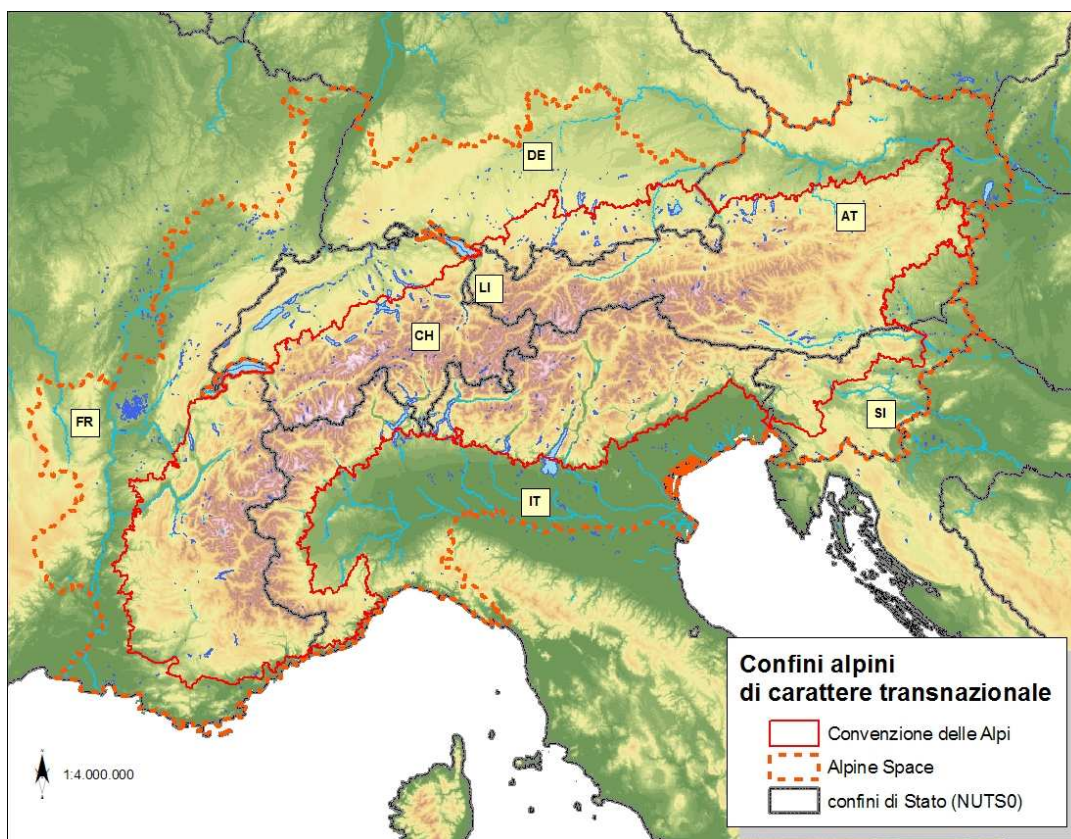 DE
AT
LI
CH
FR
SI
IT
Confini alpini
di carattere transnazionale
Convenzione delle Alpi
Alpine Space
confini di Stato (NUTS0)
1:4.000.000